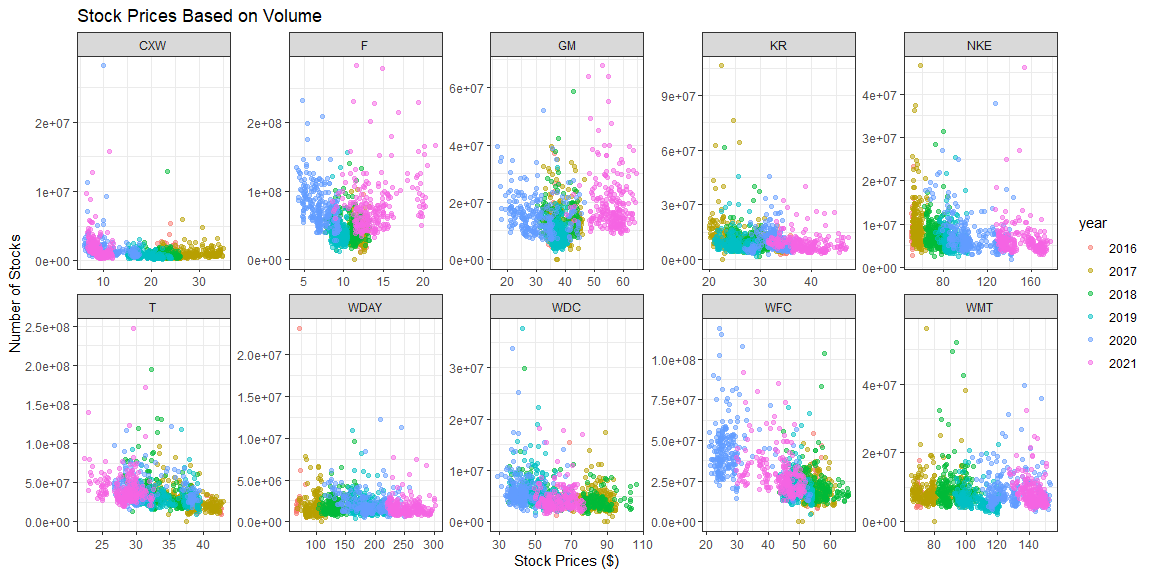 Stock Prices Based on Volume
CXW F GM KR NKE
2e+07 1e+07 0e+00
10 20 30
2e+08 1e+08 0e+00
5 10 15 20
6e+07 4e+07 2e+07 0e+00
20 30 40 50 60
9e+07 6e+07 3e+07 0e+00
20 30 40
4e+07 3e+07 2e+07 1e+07 0e+00
80 120 160
Number of Stocks
T WDAY WDC WFC WMT
2.5e+08 2.0e+08 1.5e+08 1.0e+08 5.0e+07 0.0e+00
25 30 35 40
2.0e+07 1.5e+07 1.0e+07 5.0e+06 0.0e+00
100 150 200 250 300
3e+07 2e+07 1e+07 0e+00
30 50 70 90 110
1.0e+08 7.5e+07 5.0e+07 2.5e+07 0.0e+00
20 30 40 50 60
4e+07 2e+07 0e+00
80 100 120 140
Stock Prices ($)
year
2016
2017
2018
2019
2020
2021